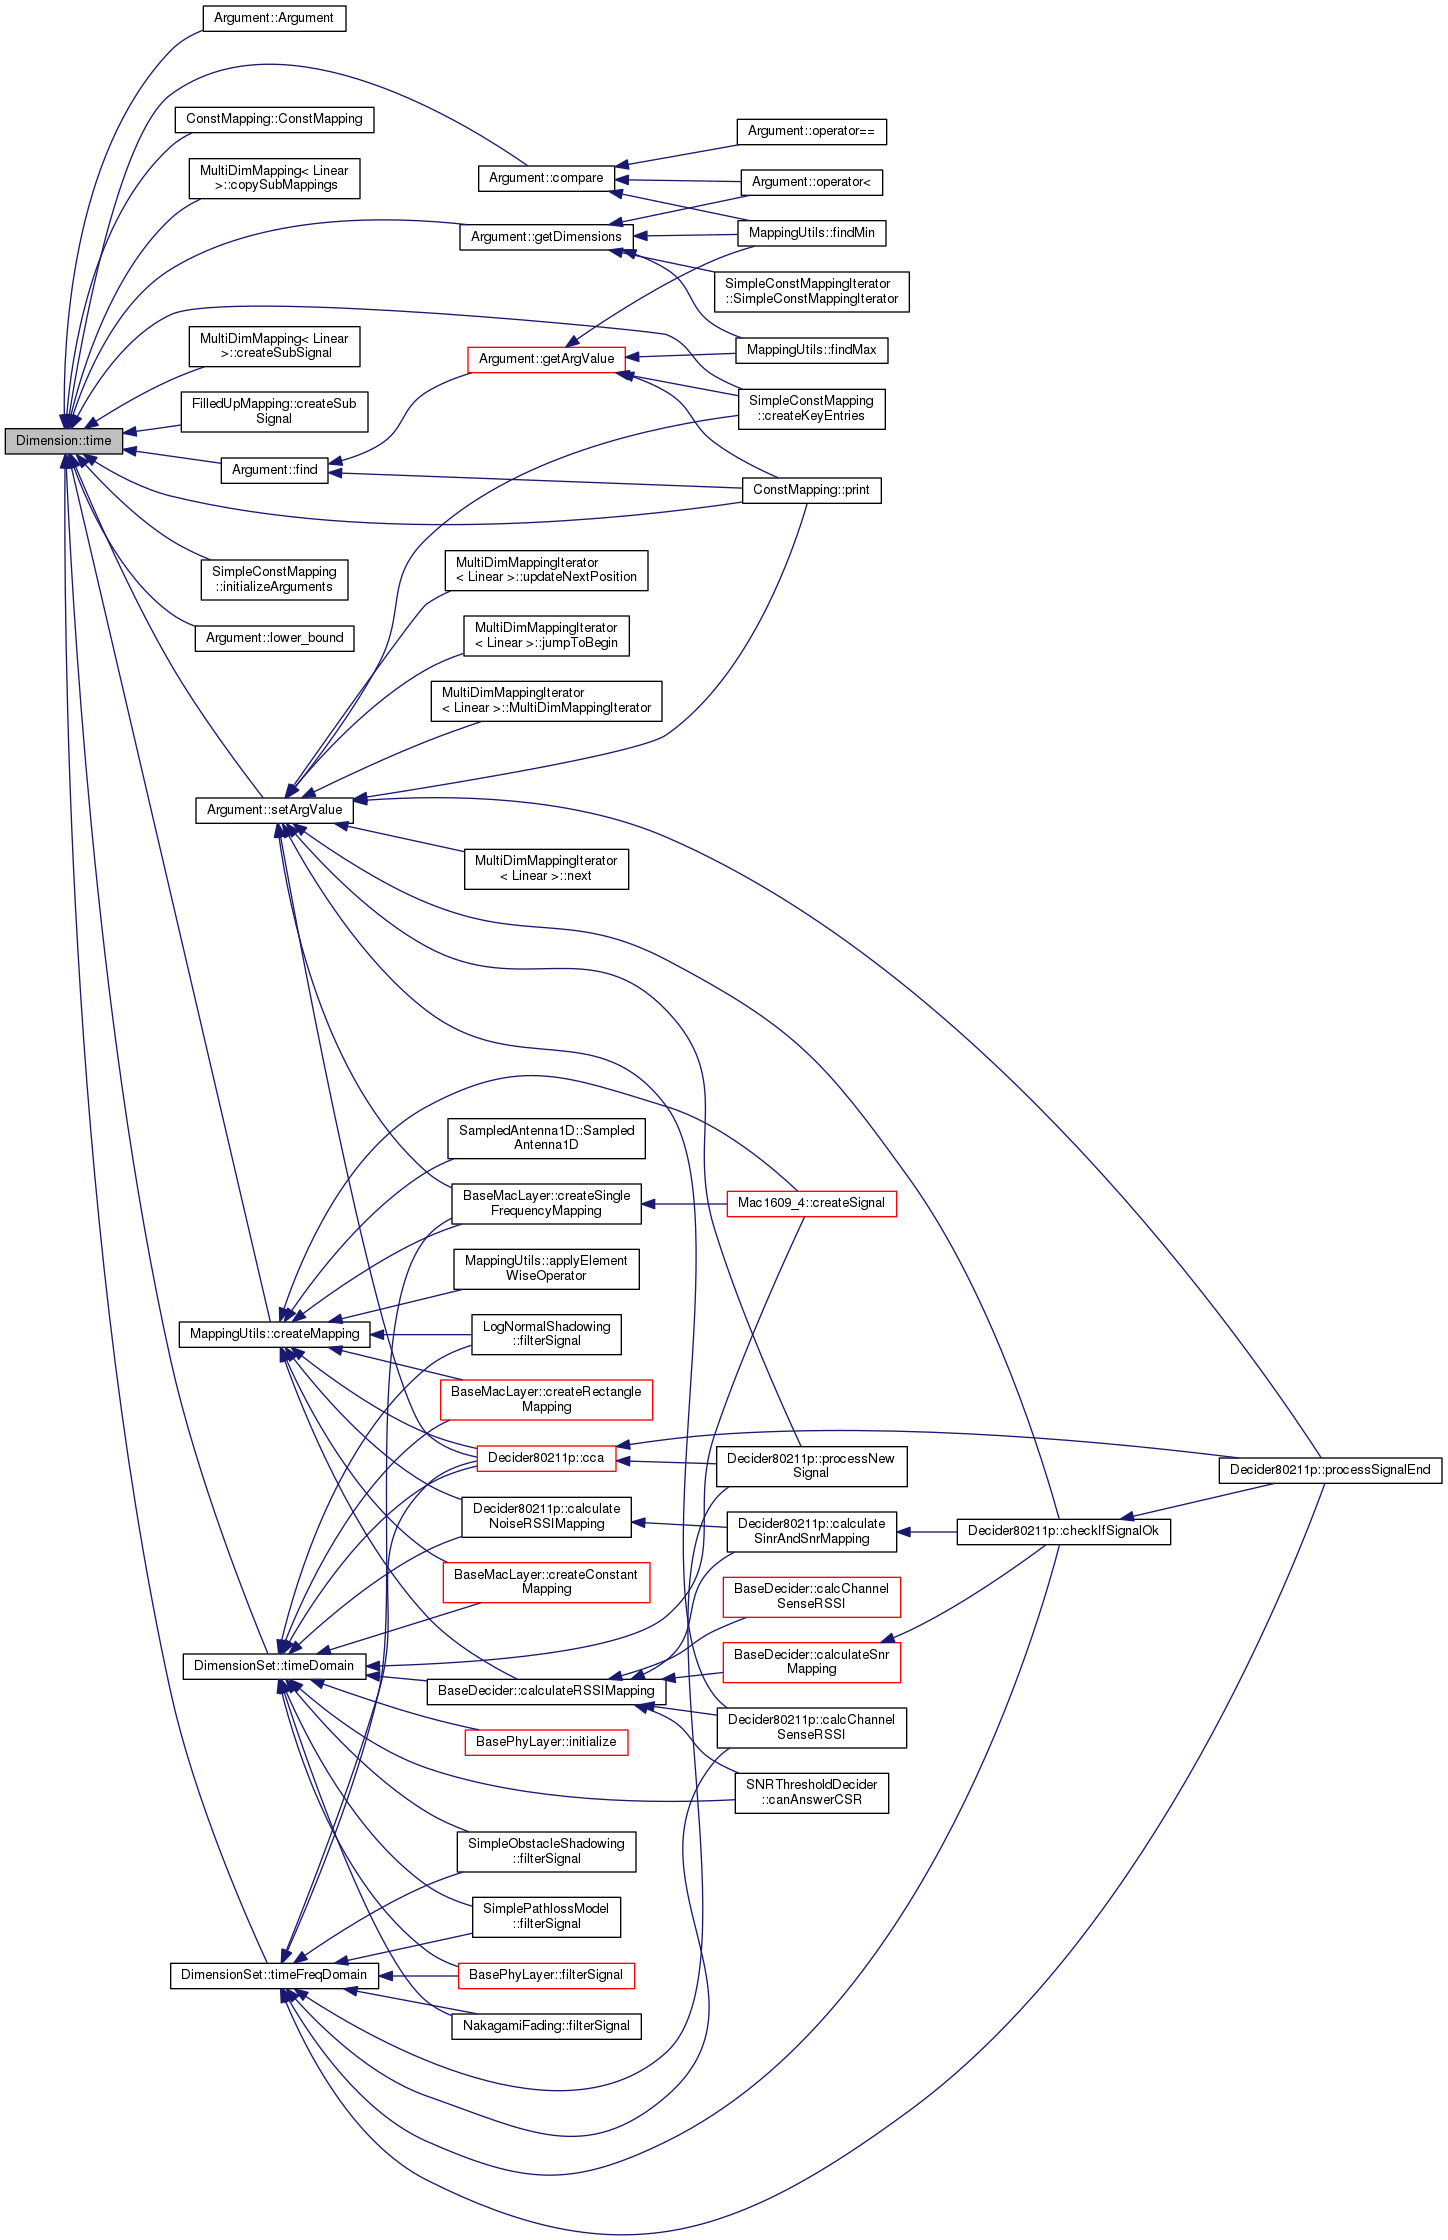 Argument::Argument
ConstMapping::ConstMapping
Argument::operator==
MultiDimMapping< Linear
>::copySubMappings
Argument::compare
Argument::operator<
Argument::getDimensions
MappingUtils::findMin
SimpleConstMappingIterator
::SimpleConstMappingIterator
MultiDimMapping< Linear
>::createSubSignal
Argument::getArgValue
MappingUtils::findMax
FilledUpMapping::createSub
Signal
SimpleConstMapping
::createKeyEntries
Dimension::time
Argument::find
ConstMapping::print
SimpleConstMapping
::initializeArguments
MultiDimMappingIterator
< Linear >::updateNextPosition
Argument::lower_bound
MultiDimMappingIterator
< Linear >::jumpToBegin
MultiDimMappingIterator
< Linear >::MultiDimMappingIterator
Argument::setArgValue
MultiDimMappingIterator
< Linear >::next
SampledAntenna1D::Sampled
Antenna1D
BaseMacLayer::createSingle
FrequencyMapping
Mac1609_4::createSignal
MappingUtils::applyElement
WiseOperator
MappingUtils::createMapping
LogNormalShadowing
::filterSignal
BaseMacLayer::createRectangle
Mapping
Decider80211p::cca
Decider80211p::processNew
Signal
Decider80211p::processSignalEnd
Decider80211p::calculate
NoiseRSSIMapping
Decider80211p::calculate
SinrAndSnrMapping
Decider80211p::checkIfSignalOk
BaseMacLayer::createConstant
Mapping
BaseDecider::calcChannel
SenseRSSI
DimensionSet::timeDomain
BaseDecider::calculateRSSIMapping
BaseDecider::calculateSnr
Mapping
BasePhyLayer::initialize
Decider80211p::calcChannel
SenseRSSI
SNRThresholdDecider
::canAnswerCSR
SimpleObstacleShadowing
::filterSignal
SimplePathlossModel
::filterSignal
DimensionSet::timeFreqDomain
BasePhyLayer::filterSignal
NakagamiFading::filterSignal